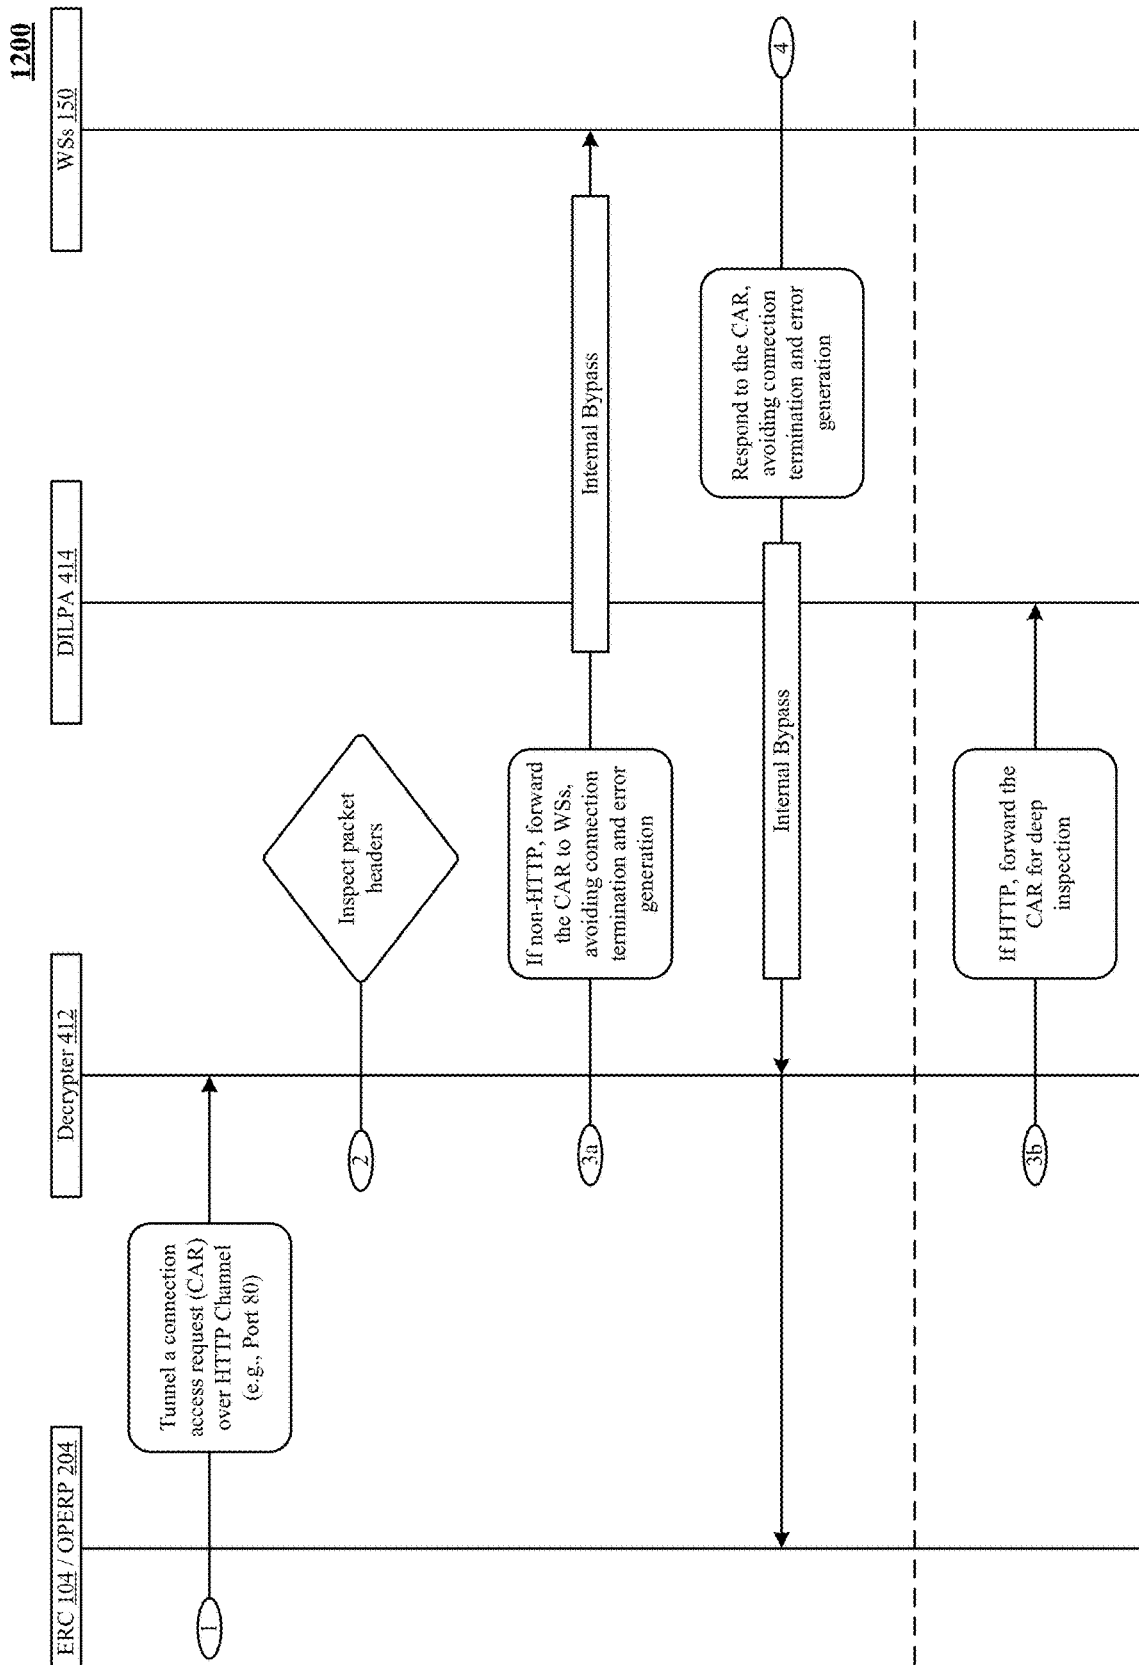 1200
ERC 104 / OPERP 204
Decrypter 412
DILPA 414
WSs 150
1
Tunnel a connection
access request (CAR)
over HTTP Channel
(e.g., Port 80)
2
Inspect packet
headers
3a
If non-HTTP, forward
the CAR to WSs,
avoiding connection
termination and error
generation
Internal Bypass
4
Respond to the CAR,
avoiding connection
termination and error
generation
Internal Bypass
3b
If HTTP, forward the
CAR for deep
inspection